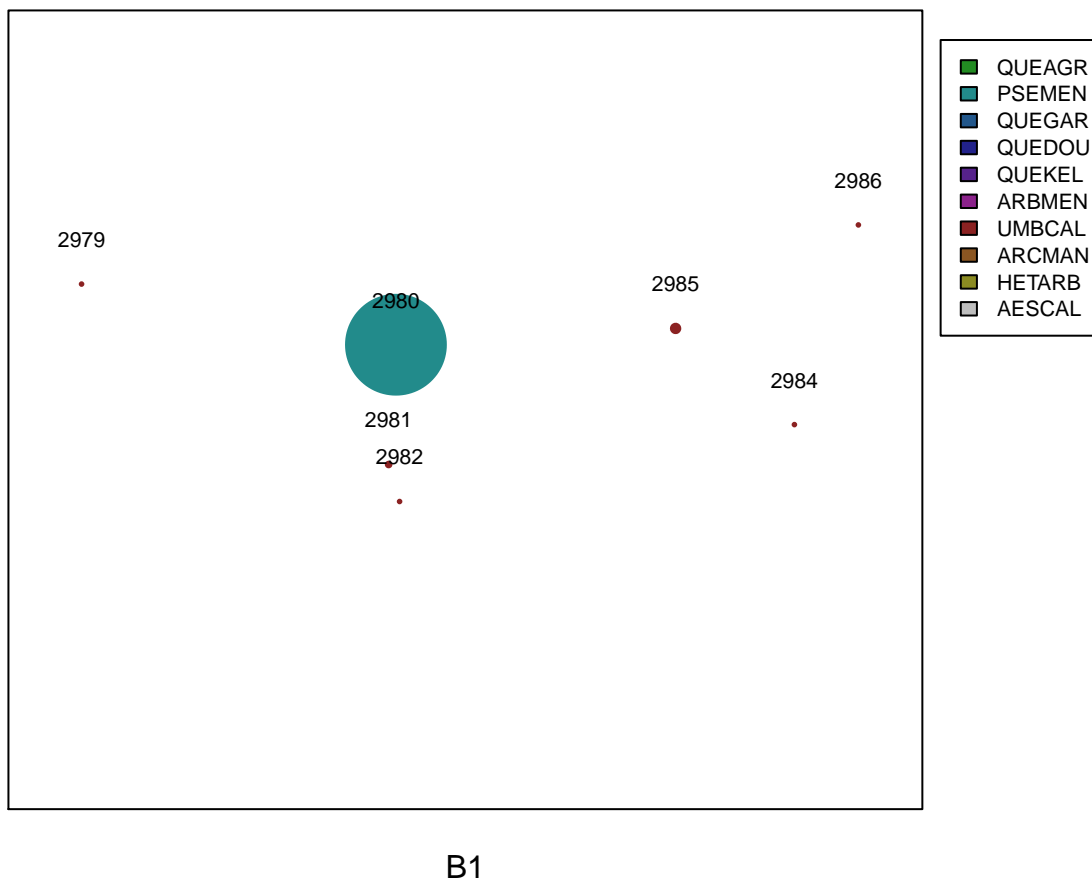 2986
2979
2985
2980
2984
2981
2982
QUEAGR
PSEMEN
QUEGAR
QUEDOU
QUEKEL
ARBMEN
UMBCAL
ARCMAN
HETARB
AESCAL
B1